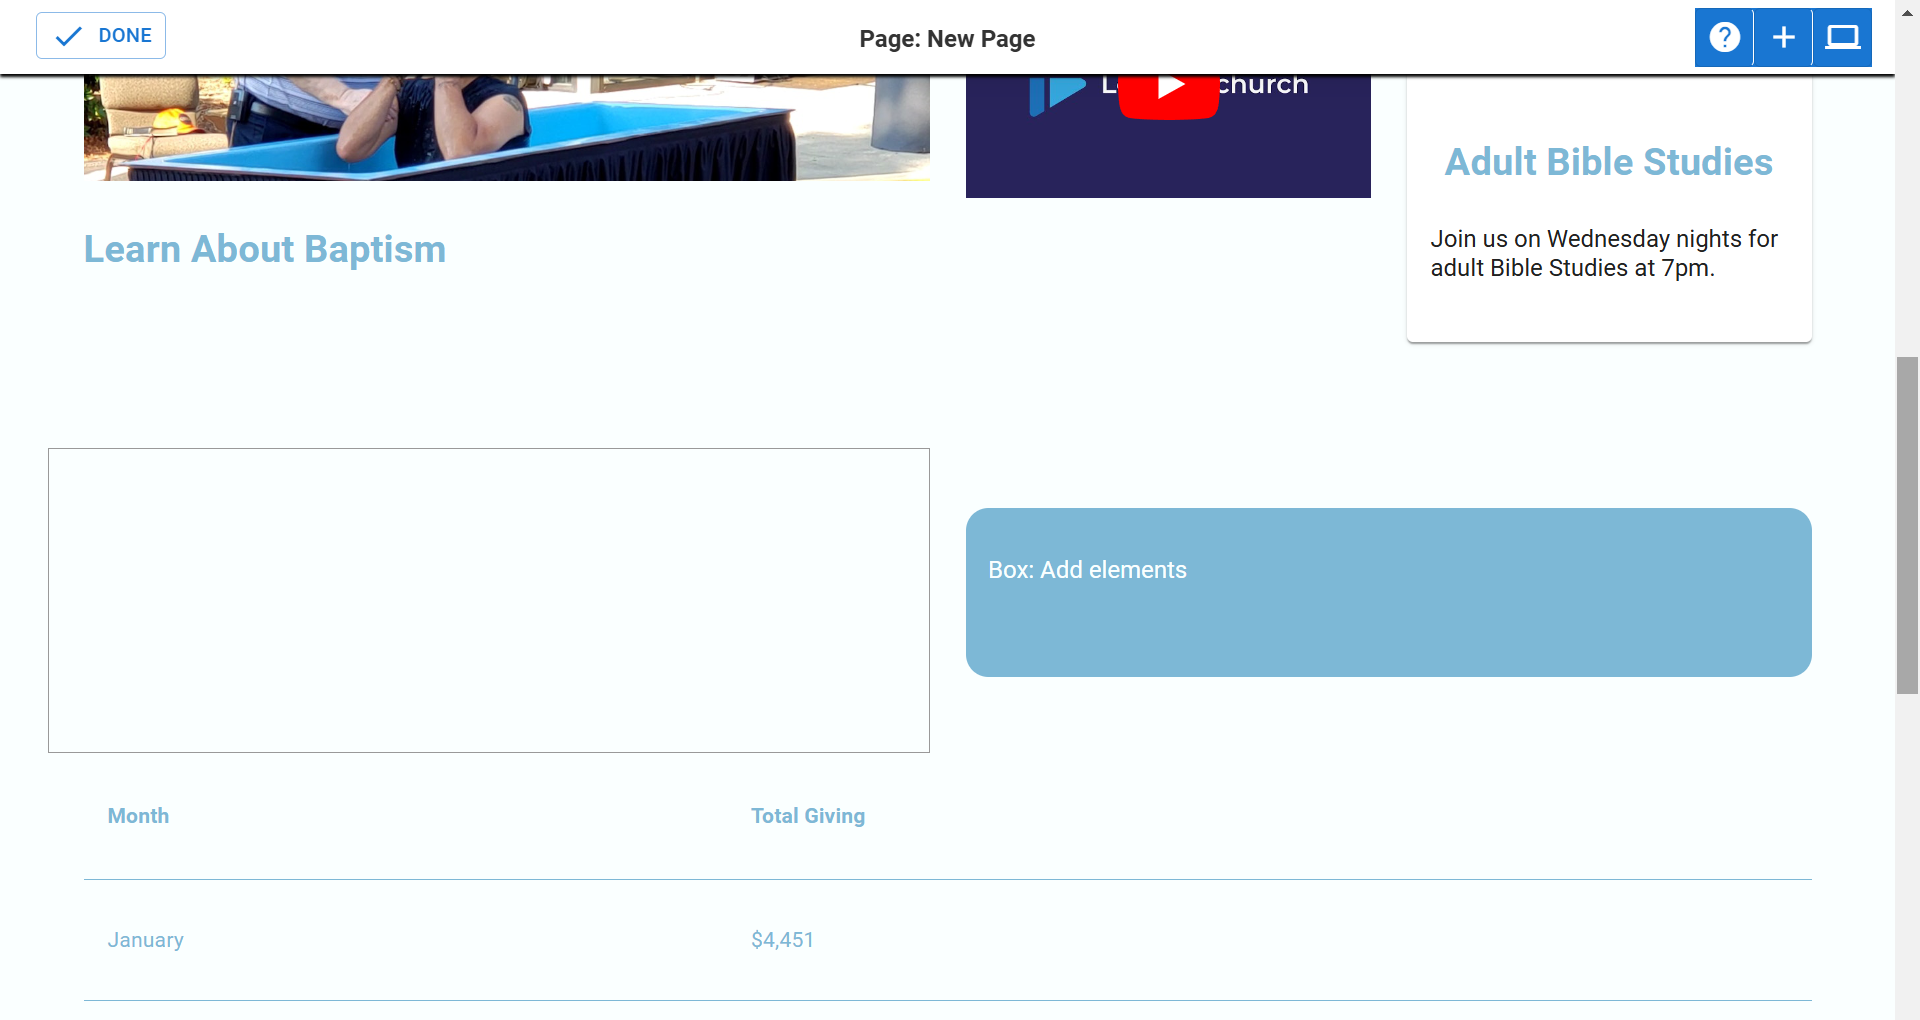 DONE
Page: New Page
church
Adult Bible Studies
Join us on Wednesday nights for
adult Bible Studies at 7pm.
Learn About Baptism
Box: Add elements
Month Total Giving
January $4,451